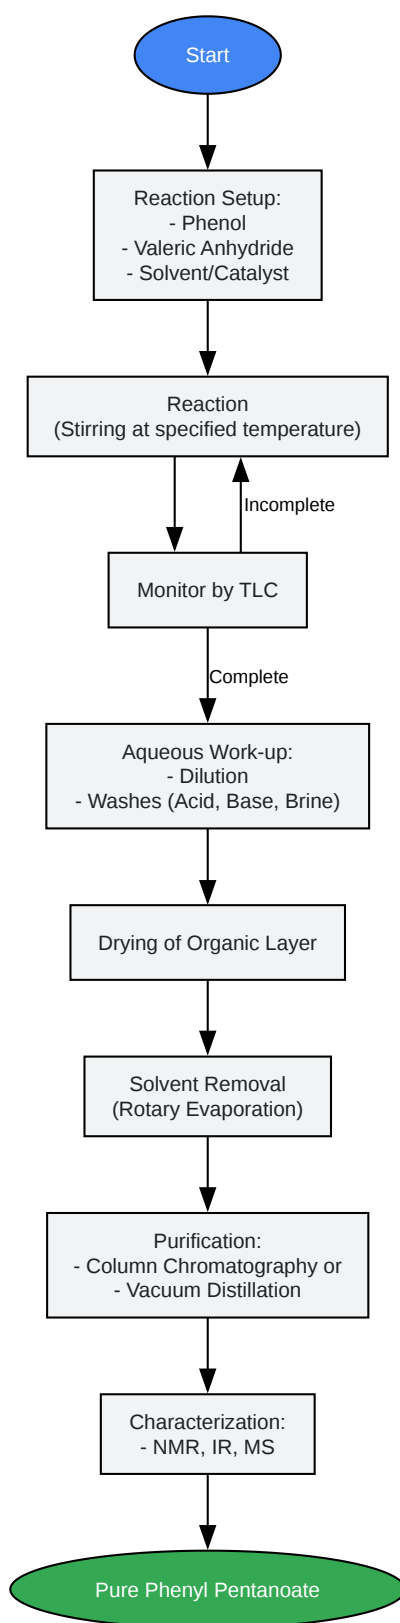 Start
Reaction Setup:
- Phenol
- Valeric Anhydride
- Solvent/Catalyst
Reaction
(Stirring at specified temperature)
Incomplete
Monitor by TLC
Complete
Aqueous Work-up:
- Dilution
- Washes (Acid, Base, Brine)
Drying of Organic Layer
Solvent Removal
(Rotary Evaporation)
Purification:
- Column Chromatography or
- Vacuum Distillation
Characterization:
- NMR, IR, MS
Pure Phenyl Pentanoate